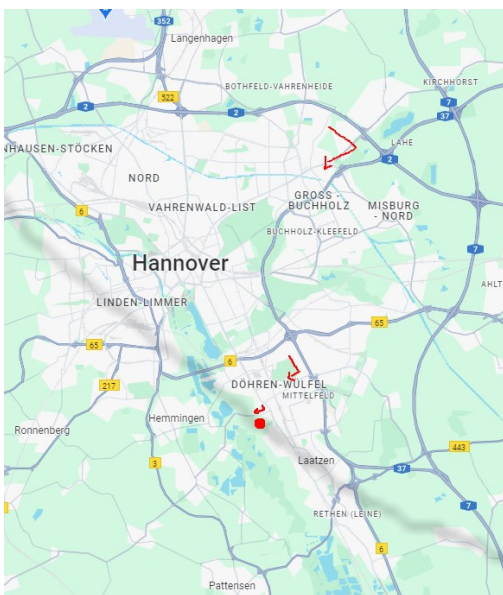 352
Langenhagen
KIRCHHORST
BOTHFELD-VAHRENHEIDE
7
522
37
2
2
NHAUSEN-STÖCKEN
LAHE
2
NORD
GROSS -
BUCHHOLZ
MISBURG
- NORD
6
VAHRENWALD-LIST
BUCHHOLZ-KLEEFELD
7
Hannover
AHLT
LINDEN-LIMMER
65
65
6
217
DÖHREN-WÜLFEL
MITTELFELD
Hemmingen
Ronnenberg
443
Laatzen
3
37
7
RETHEN (LEINE)
6
Pattensen